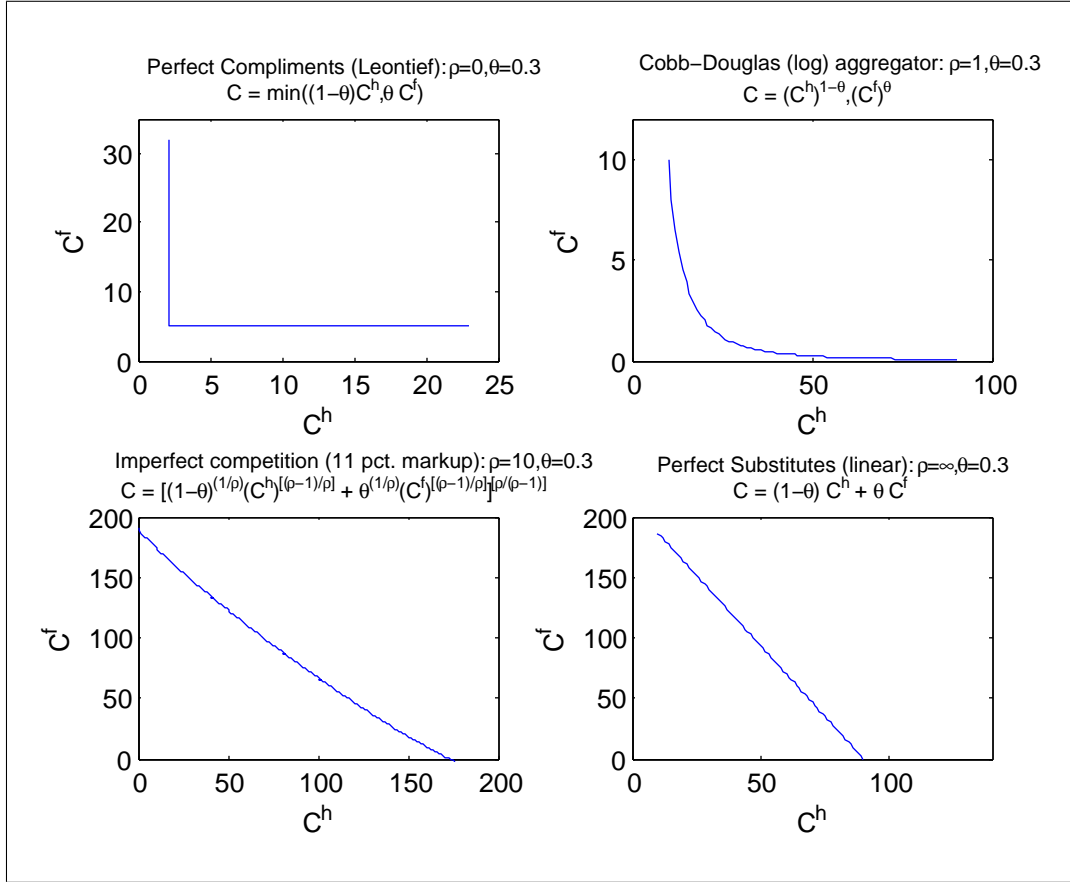 Perfect Compliments (Leontief): ρ=0,θ=0.3
C = min((1−θ)C^h,θ C^f)
30
20
10
0
C^f
0 5 10 15 20 25
C^h
Cobb−Douglas (log) aggregator: ρ=1,θ=0.3
C = (C^h)^{1−θ},(C^f)^θ
10
5
0
C^f
0 50 100
C^h
Imperfect competition (11 pct. markup): ρ=10,θ=0.3
C = [(1−θ)^{(1/ρ)}(C^h)^{[(ρ−1)/ρ]} + θ^{(1/ρ)}(C^f)^{[(ρ−1)/ρ]}]^{[ρ/(ρ−1)]}
200
150
100
50
0
C^f
0 50 100 150 200
C^h
Perfect Substitutes (linear): ρ=∞,θ=0.3
C = (1−θ) C^h + θ C^f
200
150
100
50
0
C^f
0 50 100
C^h